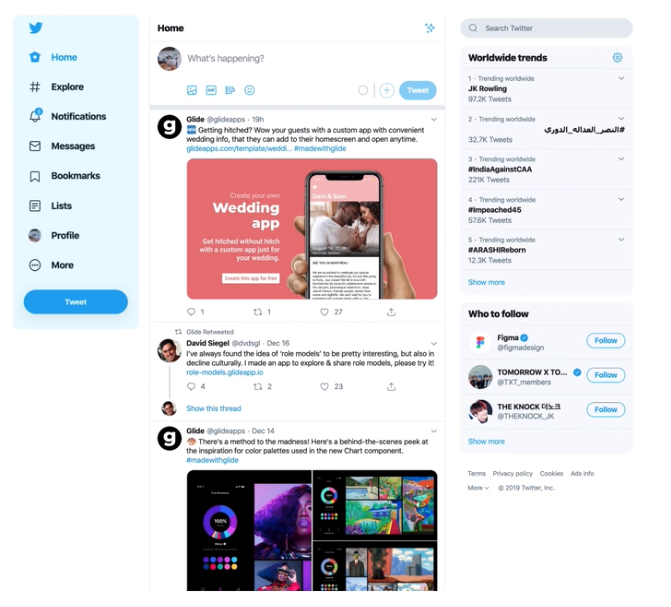 Home
Explore
5
Notifications
Messages
Bookmarks
Lists
Profile
More
Tweet
Home
What's happening?
GIF
Tweet
Glide @glideapps · 19h
🆕 Getting hitched? Wow your guests with a custom app with convenient
wedding info, that they can add to their homescreen and open anytime.
glideapps.com/template/weddi... #madewithglide
Create your own
Wedding
app
Get hitched without hitch
with a custom app just for
your wedding.
Create this app for free
Dani & Sam
1
1
27
Glide Retweeted
David Siegel @dvdsgl · Dec 16
I've always found the idea of 'role models' to be pretty interesting, but also in
decline culturally. I made an app to explore & share role models, please try it!
role-models.glideapp.io
4
2
23
Show this thread
Glide @glideapps · Dec 14
There's a method to the madness! Here's a behind-the-scenes peek at
the inspiration for color palettes used in the new Chart component.
#madewithglide
100%
Search Twitter
Worldwide trends
1 · Trending worldwide
JK Rowling
97.2K Tweets
2 · Trending worldwide
#النصر_العداله_الدوري
32.7K Tweets
3 · Trending worldwide
#IndiaAgainstCAA
221K Tweets
4 · Trending worldwide
#Impeached45
57.6K Tweets
5 · Trending worldwide
#ARASHIReborn
12.3K Tweets
Show more
Who to follow
Figma
@figmadesign
Follow
TOMORROW X TO...
@TXT_members
Follow
THE KNOCK 더노크
@THEKNOCK_JK
Follow
Show more
Terms Privacy policy Cookies Ads info
More © 2019 Twitter, Inc.